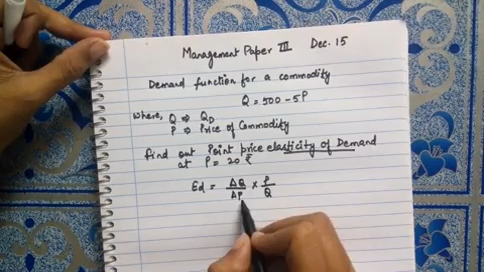 Management Paper III Dec. 15
Demand function for a commodity
Q = 500 - 5P
Where, Q ⇒ QD
P ⇒ Price of Commodity
Find out Point price elasticity of Demand
at P = 20 ₹
Ed = ΔQ/ΔP × P/Q